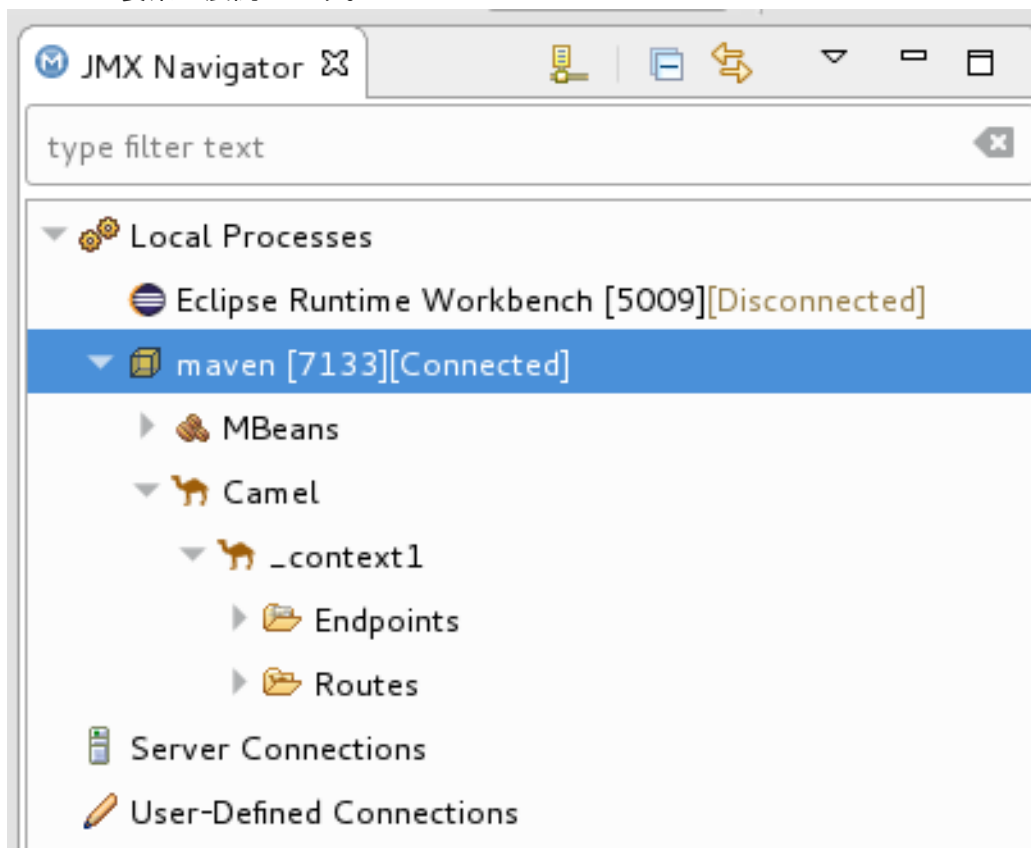 JMX Navigator
type filter text
Local Processes
Eclipse Runtime Workbench [5009][Disconnected]
maven [7133][Connected]
MBeans
Camel
_context1
Endpoints
Routes
Server Connections
User-Defined Connections